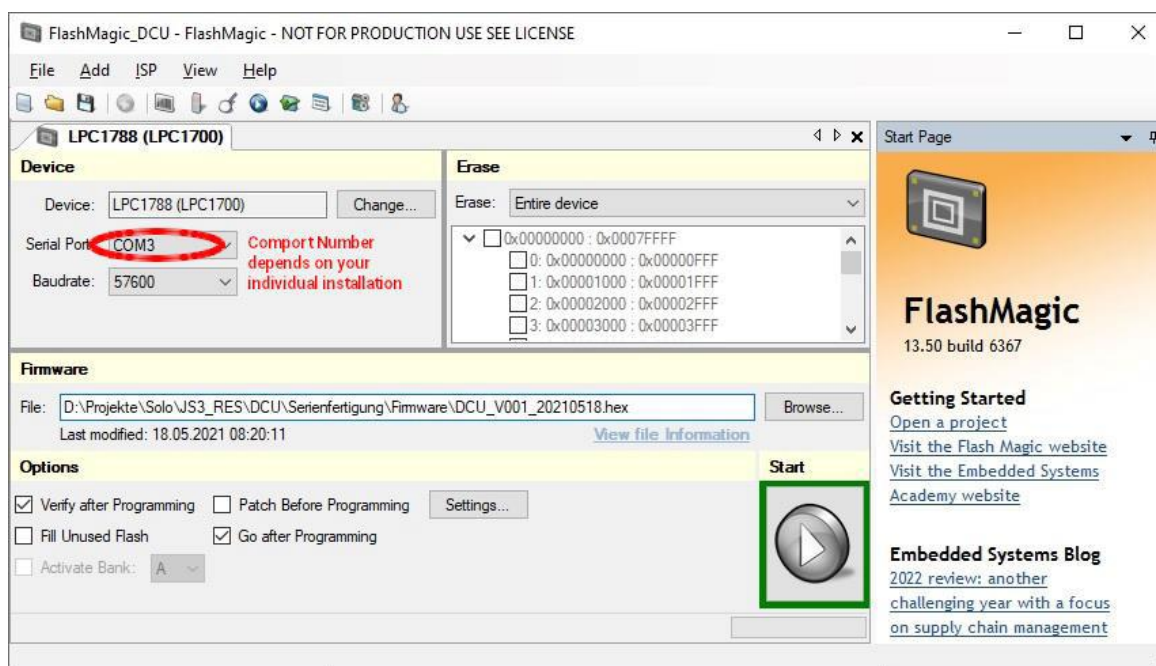 FlashMagic_DCU - FlashMagic - NOT FOR PRODUCTION USE SEE LICENSE
File Add ISP View Help
LPC1788 (LPC1700)
Device
Device: LPC1788 (LPC1700) Change...
Serial Port COM3
Baudrate: 57600
Comport Number
depends on your
individual installation
Erase
Erase: Entire device
0x00000000 : 0x0007FFFF
0: 0x00000000 : 0x00000FFF
1: 0x00001000 : 0x00001FFF
2: 0x00002000 : 0x00002FFF
3: 0x00003000 : 0x00003FFF
Firmware
File: D:\Projekte\Solo\JS3_RES\DCU\Serienfertigung\Firmware\DCU_V001_20210518.hex Browse...
Last modified: 18.05.2021 08:20:11 View file Information
Options
Verify after Programming Patch Before Programming Settings...
Fill Unused Flash Go after Programming
Activate Bank: A
Start
Start Page
FlashMagic
13.50 build 6367
Getting Started
Open a project
Visit the Flash Magic website
Visit the Embedded Systems
Academy website
Embedded Systems Blog
2022 review: another
challenging year with a focus
on supply chain management